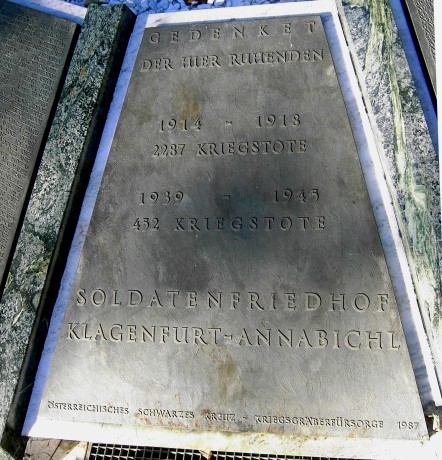 GEDENKET
DER HIER RUHENDEN
1914 - 1918
2287 KRIEGSTOTE
1939 - 1945
452 KRIEGSTOTE
SOLDATENFRIEDHOF
KLAGENFURT-ANNABICHL
ÖSTERREICHISCHES SCHWARZES KREUZ - KRIEGSGRÄBERFÜRSORGE 1987